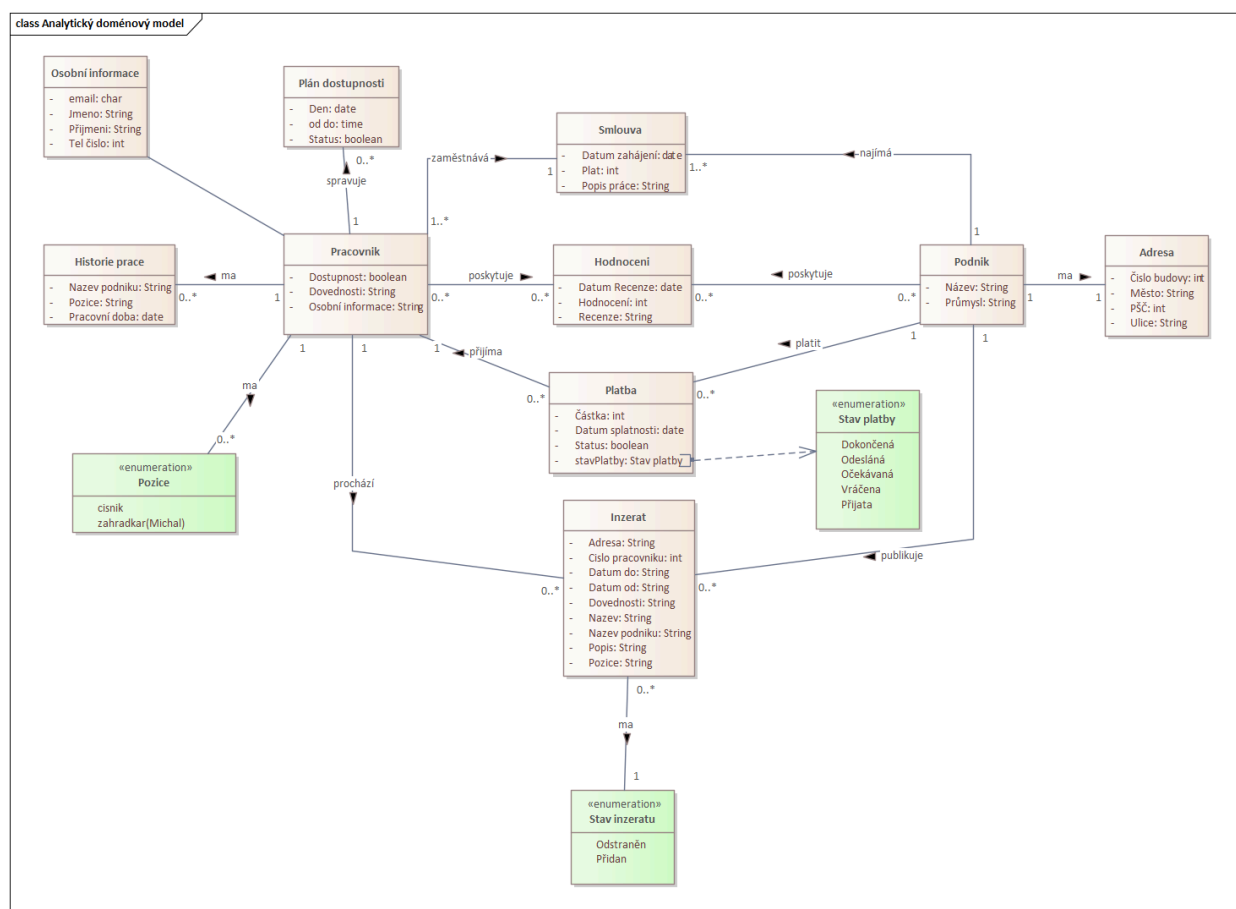 class Analytický doménový model
Osobní informace
- email: char
- Jmeno: String
- Přijmeni: String
- Tel čislo: int
Plán dostupnosti
- Den: date
- od do: time
- Status: boolean
0..*
spravuje
1
Smlouva
- Datum zahájení: date
- Plat: int
- Popis práce: String
zaměstnává
1
1..*
najímá
1..*
1
Historie prace
- Nazev podniku: String
- Pozice: String
- Pracovní doba: date
ma
0..*
1
Pracovnik
- Dostupnost: boolean
- Dovednosti: String
- Osobní informace: String
poskytuje
0..*
0..*
Hodnoceni
- Datum Recenze: date
- Hodnocení: int
- Recenze: String
poskytuje
0..*
0..*
Podnik
- Název: String
- Průmysl: String
ma
1
1
Adresa
- Čislo budovy: int
- Město: String
- PŠČ: int
- Ulice: String
1
1
1
přijíma
0..*
platit
1
0..*
1
Platba
- Částka: int
- Datum splatnosti: date
- Status: boolean
- stavPlatby: Stav platby
«enumeration»
Stav platby
Dokončená
Odesláná
Očekávaná
Vráčena
Přijata
ma
0..*
«enumeration»
Pozice
cisnik
zahradkar(Michal)
prochází
0..*
Inzerat
- Adresa: String
- Cislo pracovniku: int
- Datum do: String
- Datum od: String
- Dovednosti: String
- Nazev: String
- Nazev podniku: String
- Popis: String
- Pozice: String
publikuje
0..*
0..*
ma
1
«enumeration»
Stav inzeratu
Odstraněn
Přidan